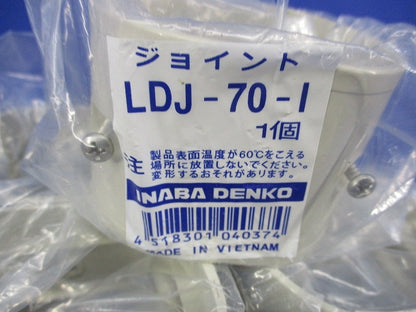 ジョイント
LDJ-70-I
1個
注 製品表面温度が60℃をこえる
場所に放置しないでください。
変形するおそれがあります。
INABA DENKO
4 518301 040374
MADE IN VIETNAM